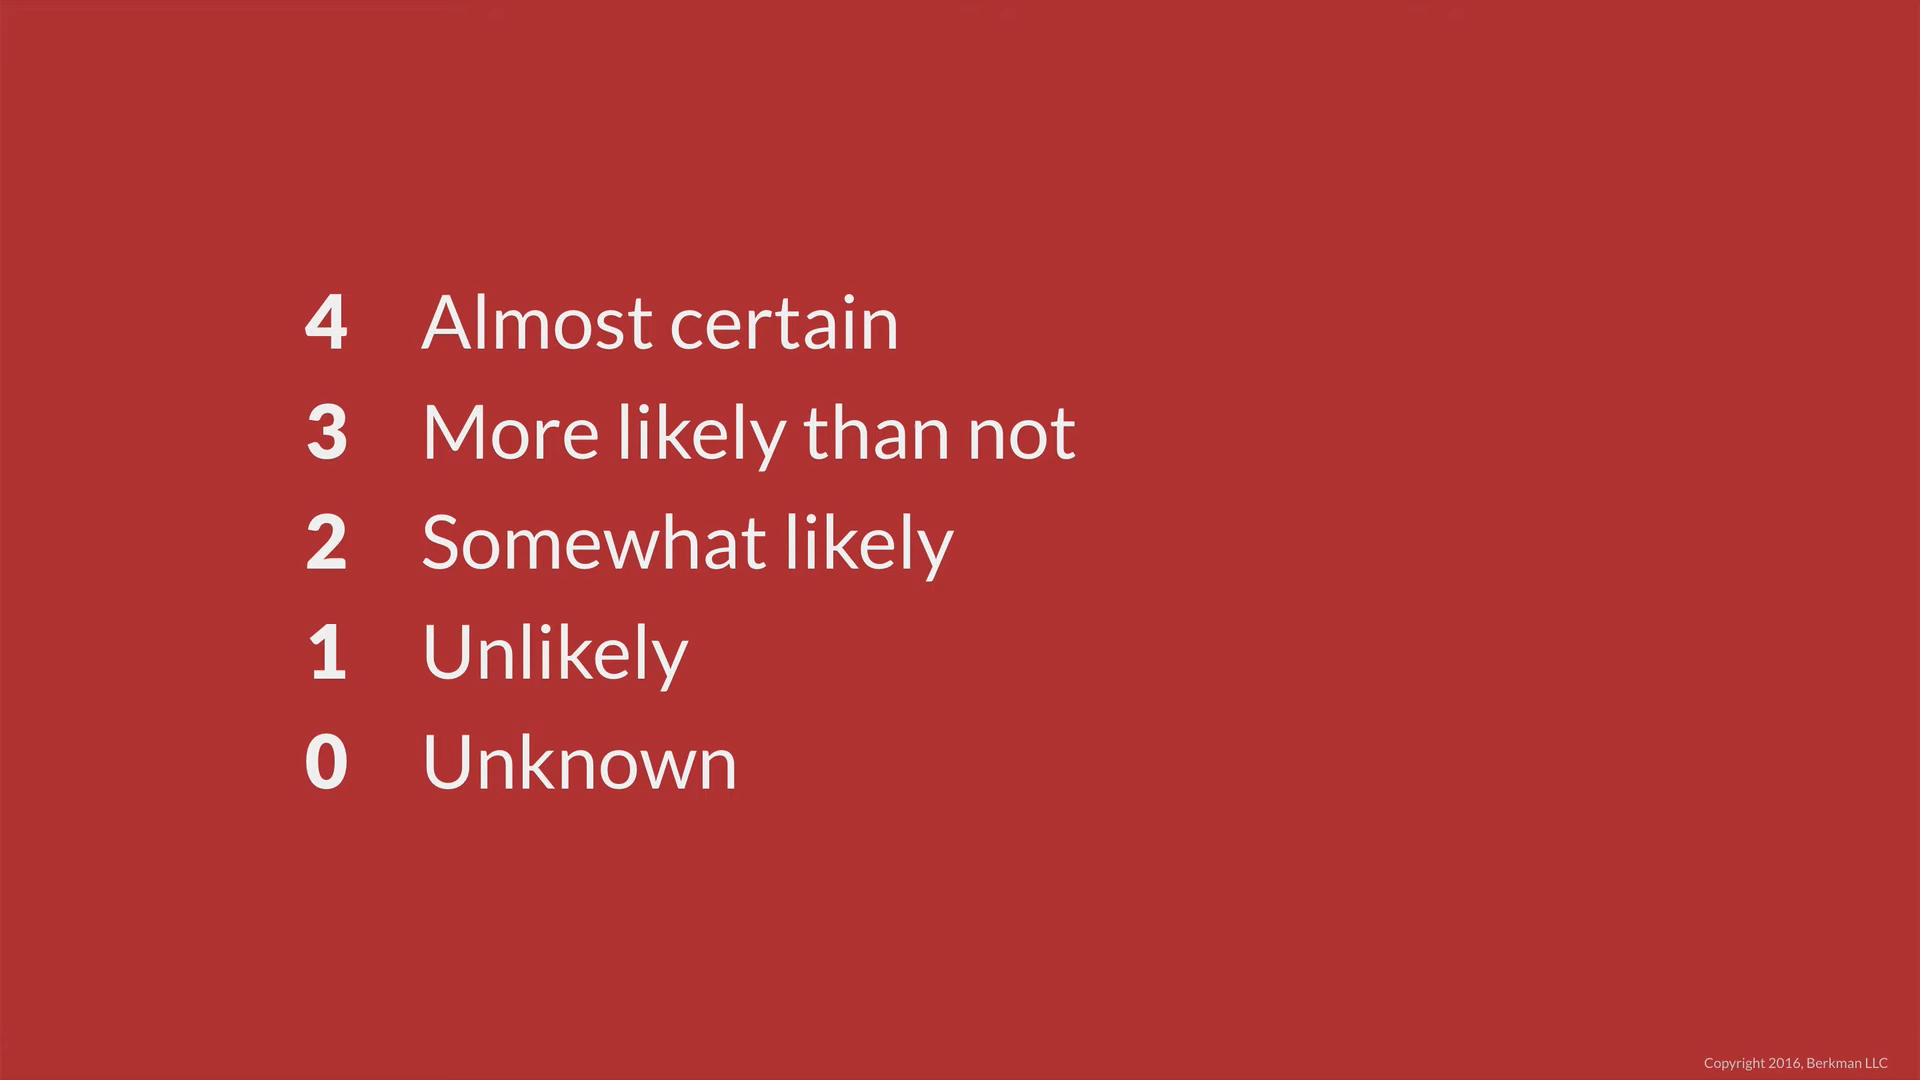 4 Almost certain
3 More likely than not
2 Somewhat likely
1 Unlikely
0 Unknown
Copyright 2016, Berkman LLC